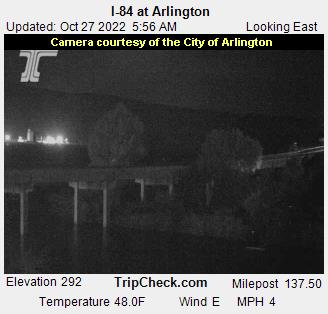 I-84 at Arlington
Updated: Oct 27 2022 5:56 AM Looking East
Camera courtesy of the City of Arlington
Elevation 292 TripCheck.com Milepost 137.50
Temperature 48.0F Wind E MPH 4